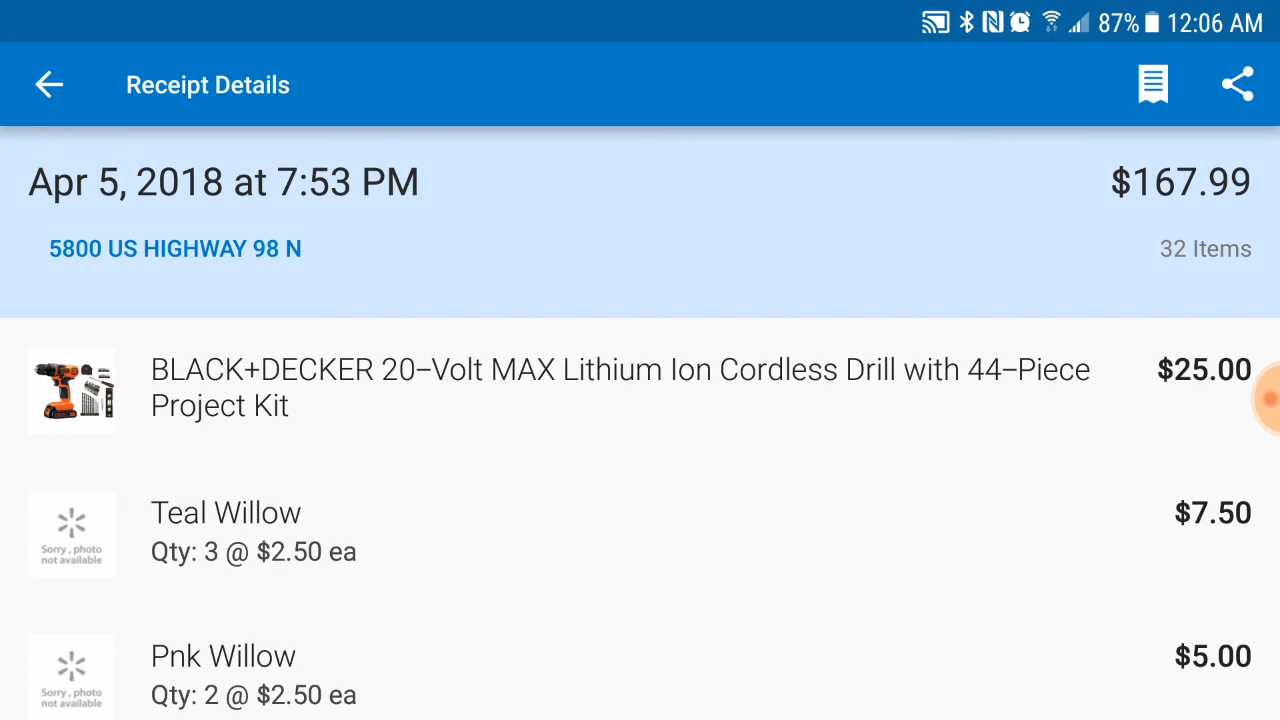 87% 12:06 AM
Receipt Details
Apr 5, 2018 at 7:53 PM
$167.99
5800 US HIGHWAY 98 N
32 Items
BLACK+DECKER 20–Volt MAX Lithium Ion Cordless Drill with 44–Piece
Project Kit
$25.00
Sorry , photo
not available
Teal Willow
Qty: 3 @ $2.50 ea
$7.50
Sorry , photo
not available
Pnk Willow
Qty: 2 @ $2.50 ea
$5.00